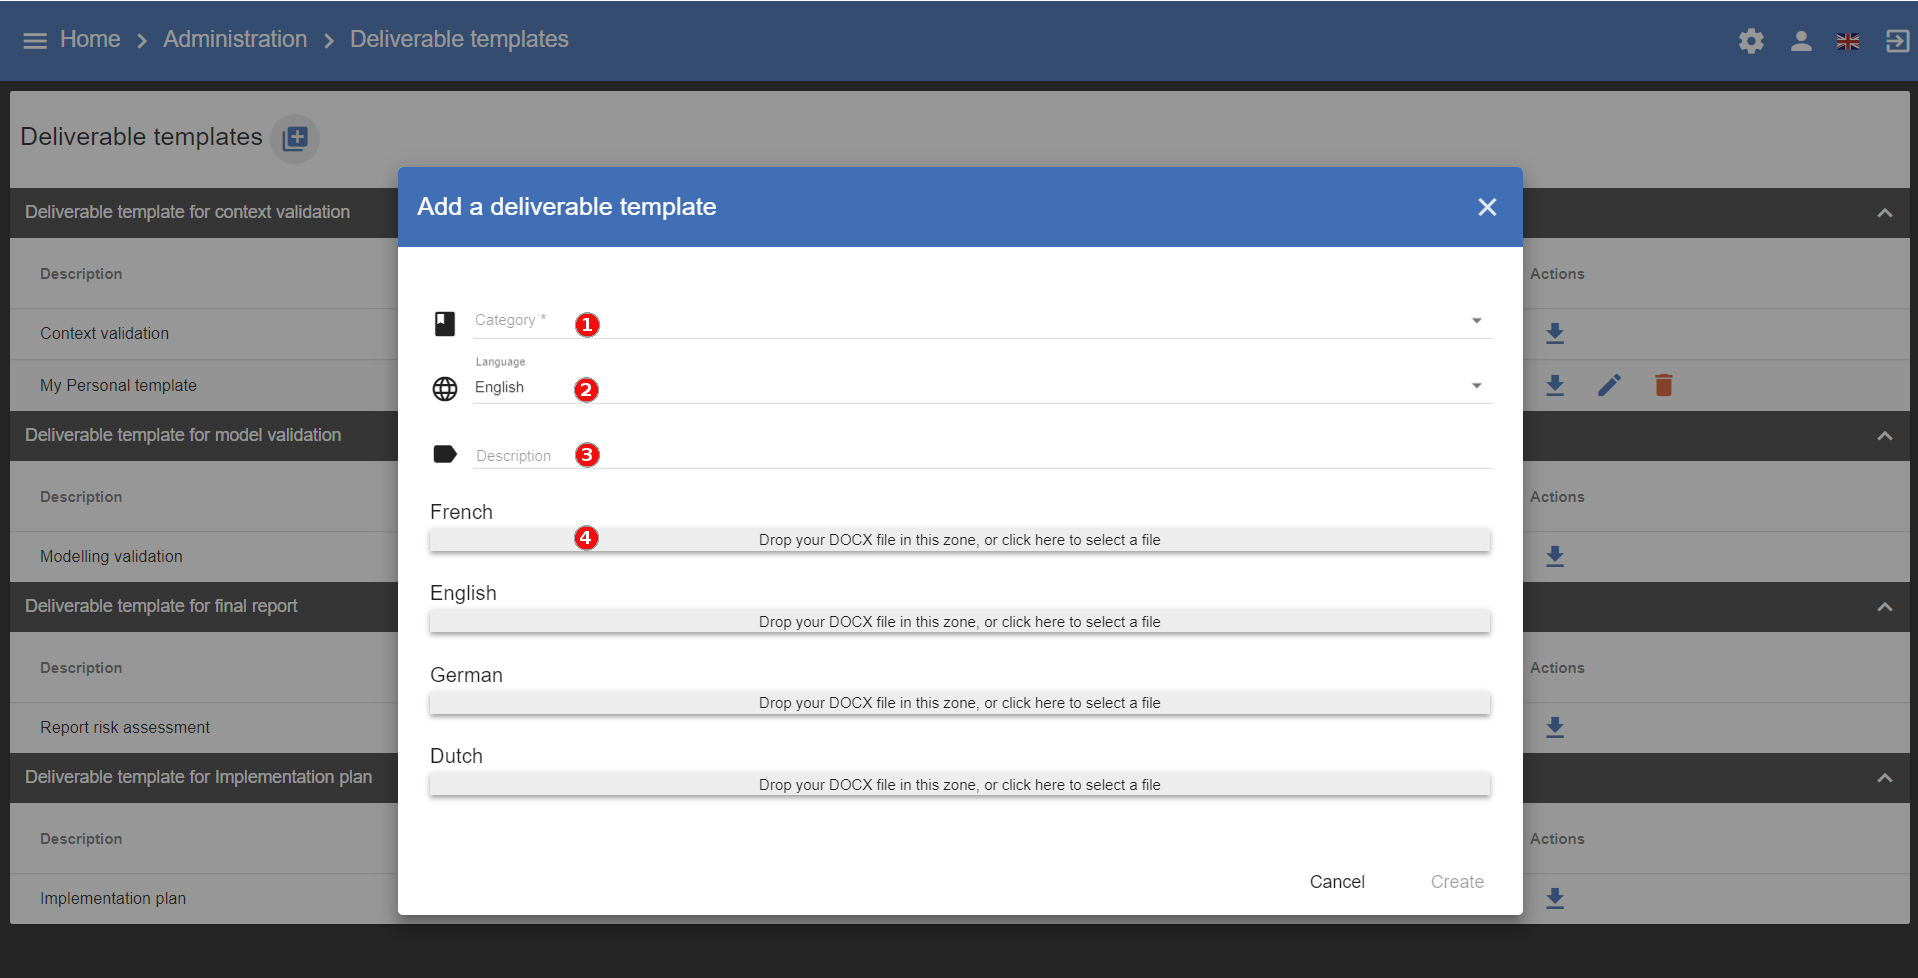 Home > Administration > Deliverable templates
Deliverable templates
Add a deliverable template
Deliverable template for context validation
Description
Actions
Category * 1
Context validation
Language
English 2
My Personal template
Deliverable template for model validation
Description 3
Description
Actions
French
4 Drop your DOCX file in this zone, or click here to select a file
Modelling validation
English
Deliverable template for final report
Drop your DOCX file in this zone, or click here to select a file
Description
Actions
German
Drop your DOCX file in this zone, or click here to select a file
Report risk assessment
Dutch
Deliverable template for Implementation plan
Drop your DOCX file in this zone, or click here to select a file
Description
Actions
Cancel
Create
Implementation plan